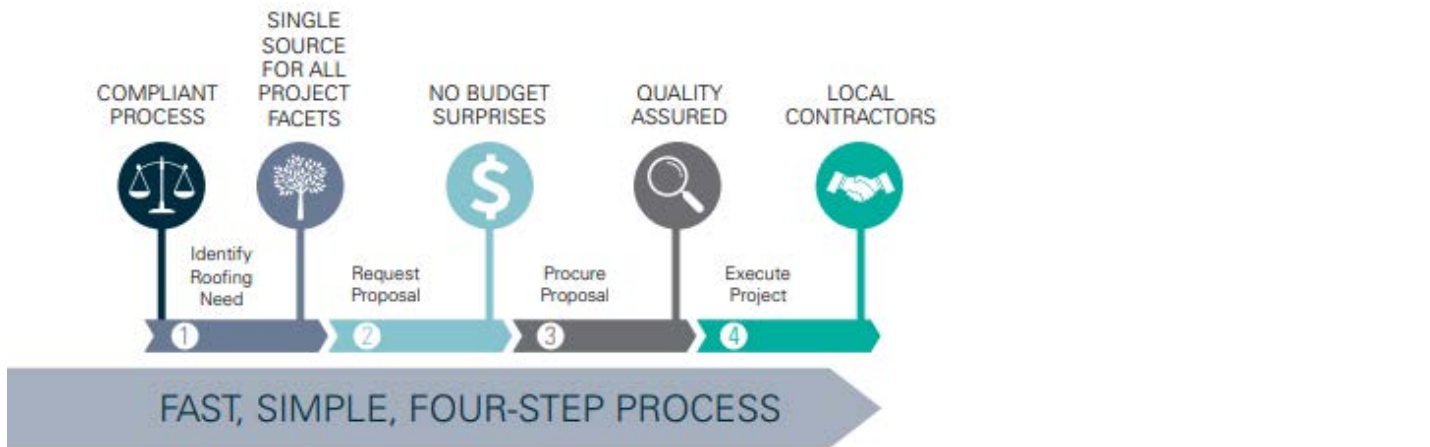 COMPLIANT
PROCESS
SINGLE
SOURCE
FOR ALL
PROJECT
FACETS
NO BUDGET
SURPRISES
QUALITY
ASSURED
LOCAL
CONTRACTORS
$
Identify
Roofing
Need
Request
Proposal
Procure
Proposal
Execute
Project
1
2
3
4
FAST, SIMPLE, FOUR-STEP PROCESS